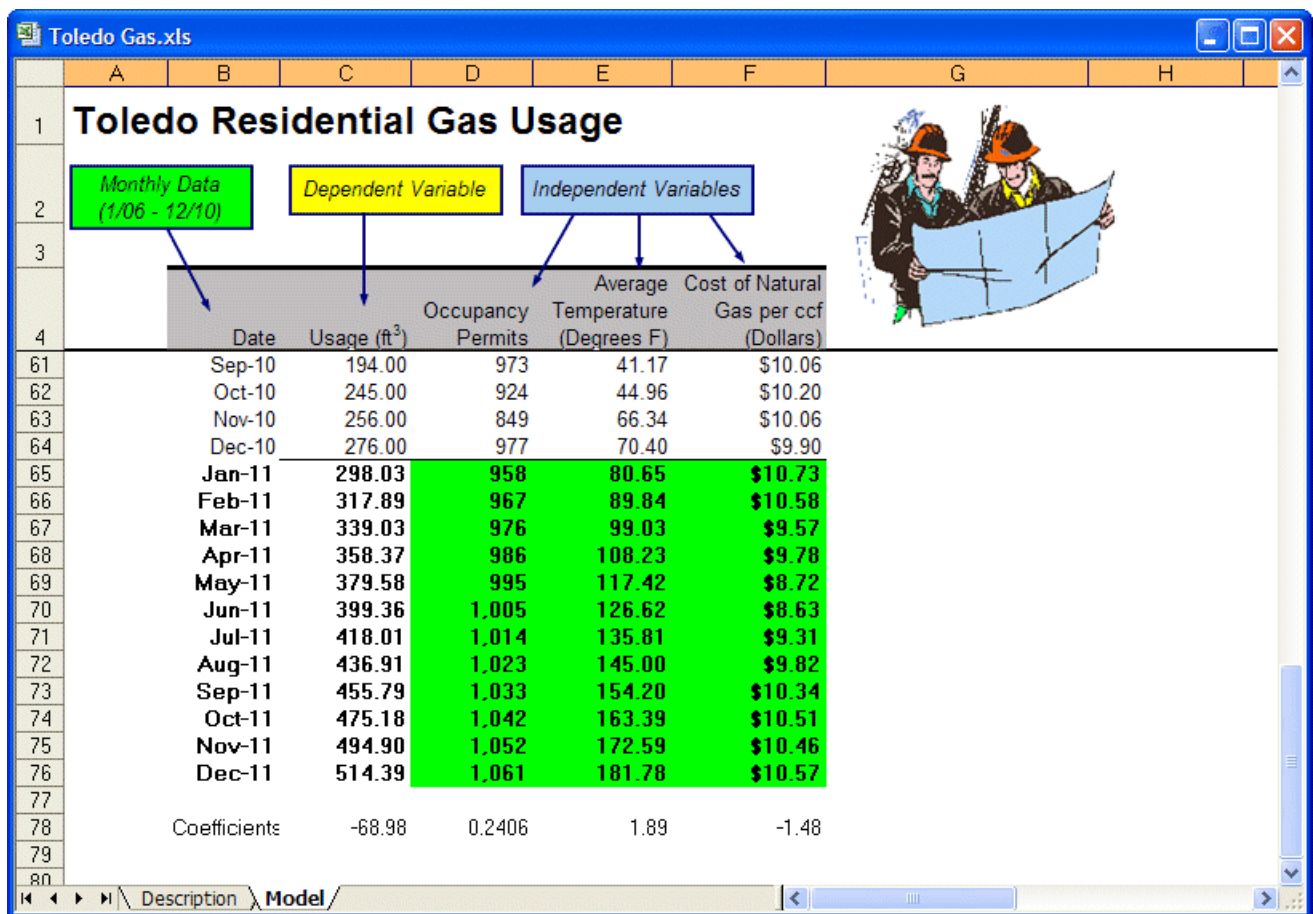 Toledo Gas.xls
A B C D E F G H
1 Toledo Residential Gas Usage
Monthly Data
(1/06 - 12/10)
Dependent Variable
Independent Variables
2
3
4
Date
Usage (ft³)
Occupancy
Permits
Average
Temperature
(Degrees F)
Cost of Natural
Gas per ccf
(Dollars)
61 Sep-10 194.00 973 41.17 $10.06
62 Oct-10 245.00 924 44.96 $10.20
63 Nov-10 256.00 849 66.34 $10.06
64 Dec-10 276.00 977 70.40 $9.90
65 Jan-11 298.03 958 80.65 $10.73
66 Feb-11 317.89 967 89.84 $10.58
67 Mar-11 339.03 976 99.03 $9.57
68 Apr-11 358.37 986 108.23 $9.78
69 May-11 379.58 995 117.42 $8.72
70 Jun-11 399.36 1,005 126.62 $8.63
71 Jul-11 418.01 1,014 135.81 $9.31
72 Aug-11 436.91 1,023 145.00 $9.82
73 Sep-11 455.79 1,033 154.20 $10.34
74 Oct-11 475.18 1,042 163.39 $10.51
75 Nov-11 494.90 1,052 172.59 $10.46
76 Dec-11 514.39 1,061 181.78 $10.57
77
78 Coefficients -68.98 0.2406 1.89 -1.48
79
80
Description Model